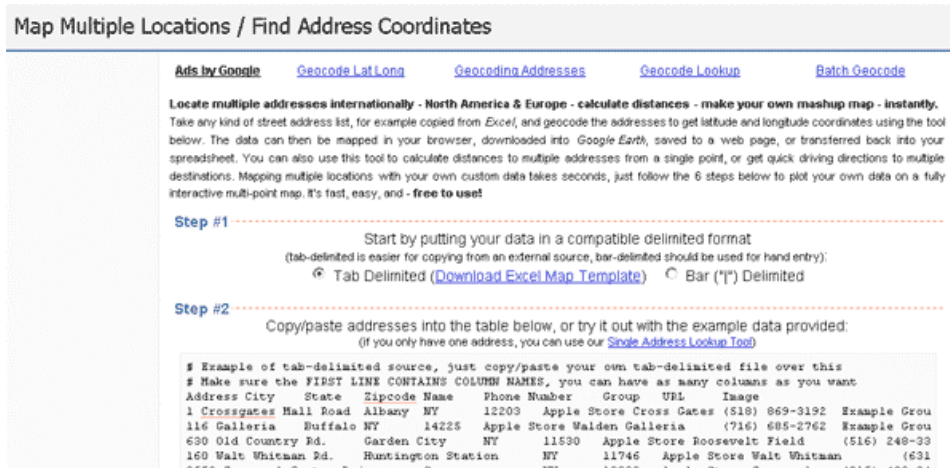 Map Multiple Locations / Find Address Coordinates
Ads by Google Geocode Lat Long Geocoding Addresses Geocode Lookup Batch Geocode
Locate multiple addresses internationally - North America & Europe - calculate distances - make your own mashup map - instantly.
Take any kind of street address list, for example copied from Excel, and geocode the addresses to get latitude and longitude coordinates using the tool
below. The data can then be mapped in your browser, downloaded into Google Earth, saved to a web page, or transferred back into your
spreadsheet. You can also use this tool to calculate distances to multiple addresses from a single point, or get quick driving directions to multiple
destinations. Mapping multiple locations with your own custom data takes seconds, just follow the 6 steps below to plot your own data on a fully
interactive multi-point map. It's fast, easy, and - free to use!
Step #1
Start by putting your data in a compatible delimited format
(tab-delimited is easier for copying from an external source, bar-delimited should be used for hand entry):
Tab Delimited (Download Excel Map Template) Bar ("|") Delimited
Step #2
Copy/paste addresses into the table below, or try it out with the example data provided:
(if you only have one address, you can use our Single Address Lookup Tool)
# Example of tab-delimited source, just copy/paste your own tab-delimited file over this
# Make sure the FIRST LINE CONTAINS COLUMN NAMES, you can have as many columns as you want
Address City State Zipcode Name Phone Number Group URL Image
1 Crossgates Mall Road Albany NY 12203 Apple Store Cross Gates (518) 869-3192 Example Grou
116 Galleria Buffalo NY 14225 Apple Store Walden Galleria (716) 685-2762 Example Grou
630 Old Country Rd. Garden City NY 11530 Apple Store Roosevelt Field (516) 248-33
160 Walt Whitman Rd. Huntington Station NY 11746 Apple Store Walt Whitman (631